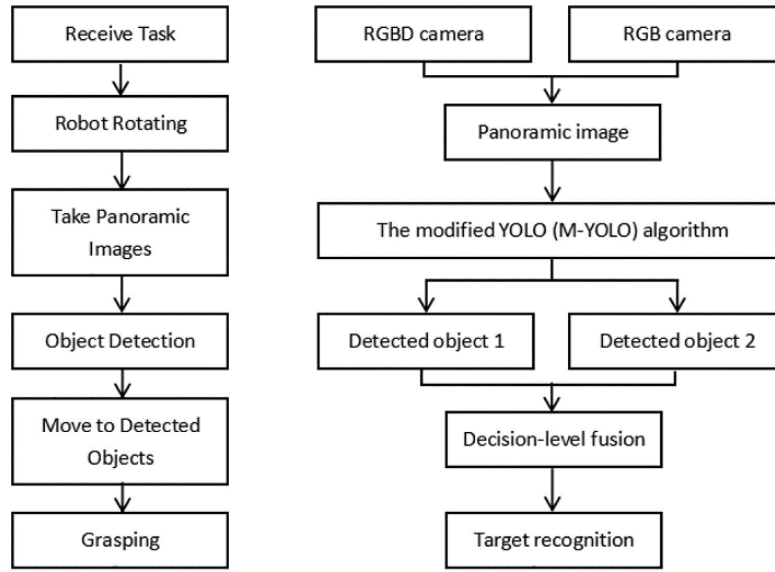 Receive Task
Robot Rotating
Take Panoramic
Images
Object Detection
Move to Detected
Objects
Grasping
RGBD camera
RGB camera
Panoramic image
The modified YOLO (M-YOLO) algorithm
Detected object 1
Detected object 2
Decision-level fusion
Target recognition